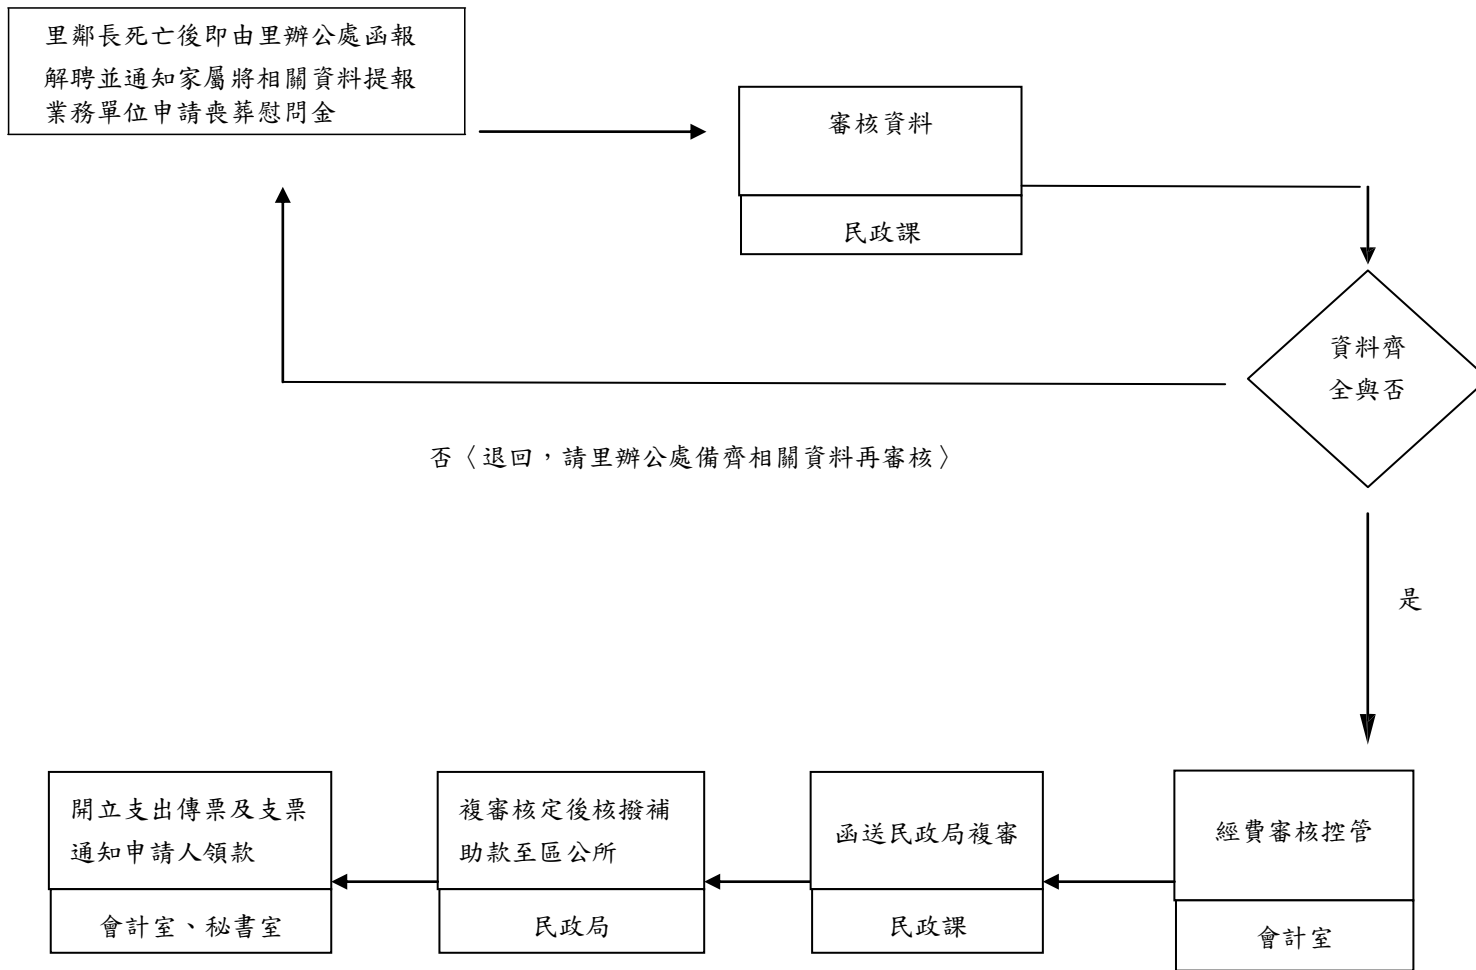 里鄰長死亡後即由里辦公處函報
解聘並通知家屬將相關資料提報
業務單位申請喪葬慰問金
審核資料
民政課
資料齊
全與否
否〈退回，請里辦公處備齊相關資料再審核〉
是
開立支出傳票及支票
通知申請人領款
會計室、秘書室
複審核定後核撥補
助款至區公所
民政局
函送民政局複審
民政課
經費審核控管
會計室